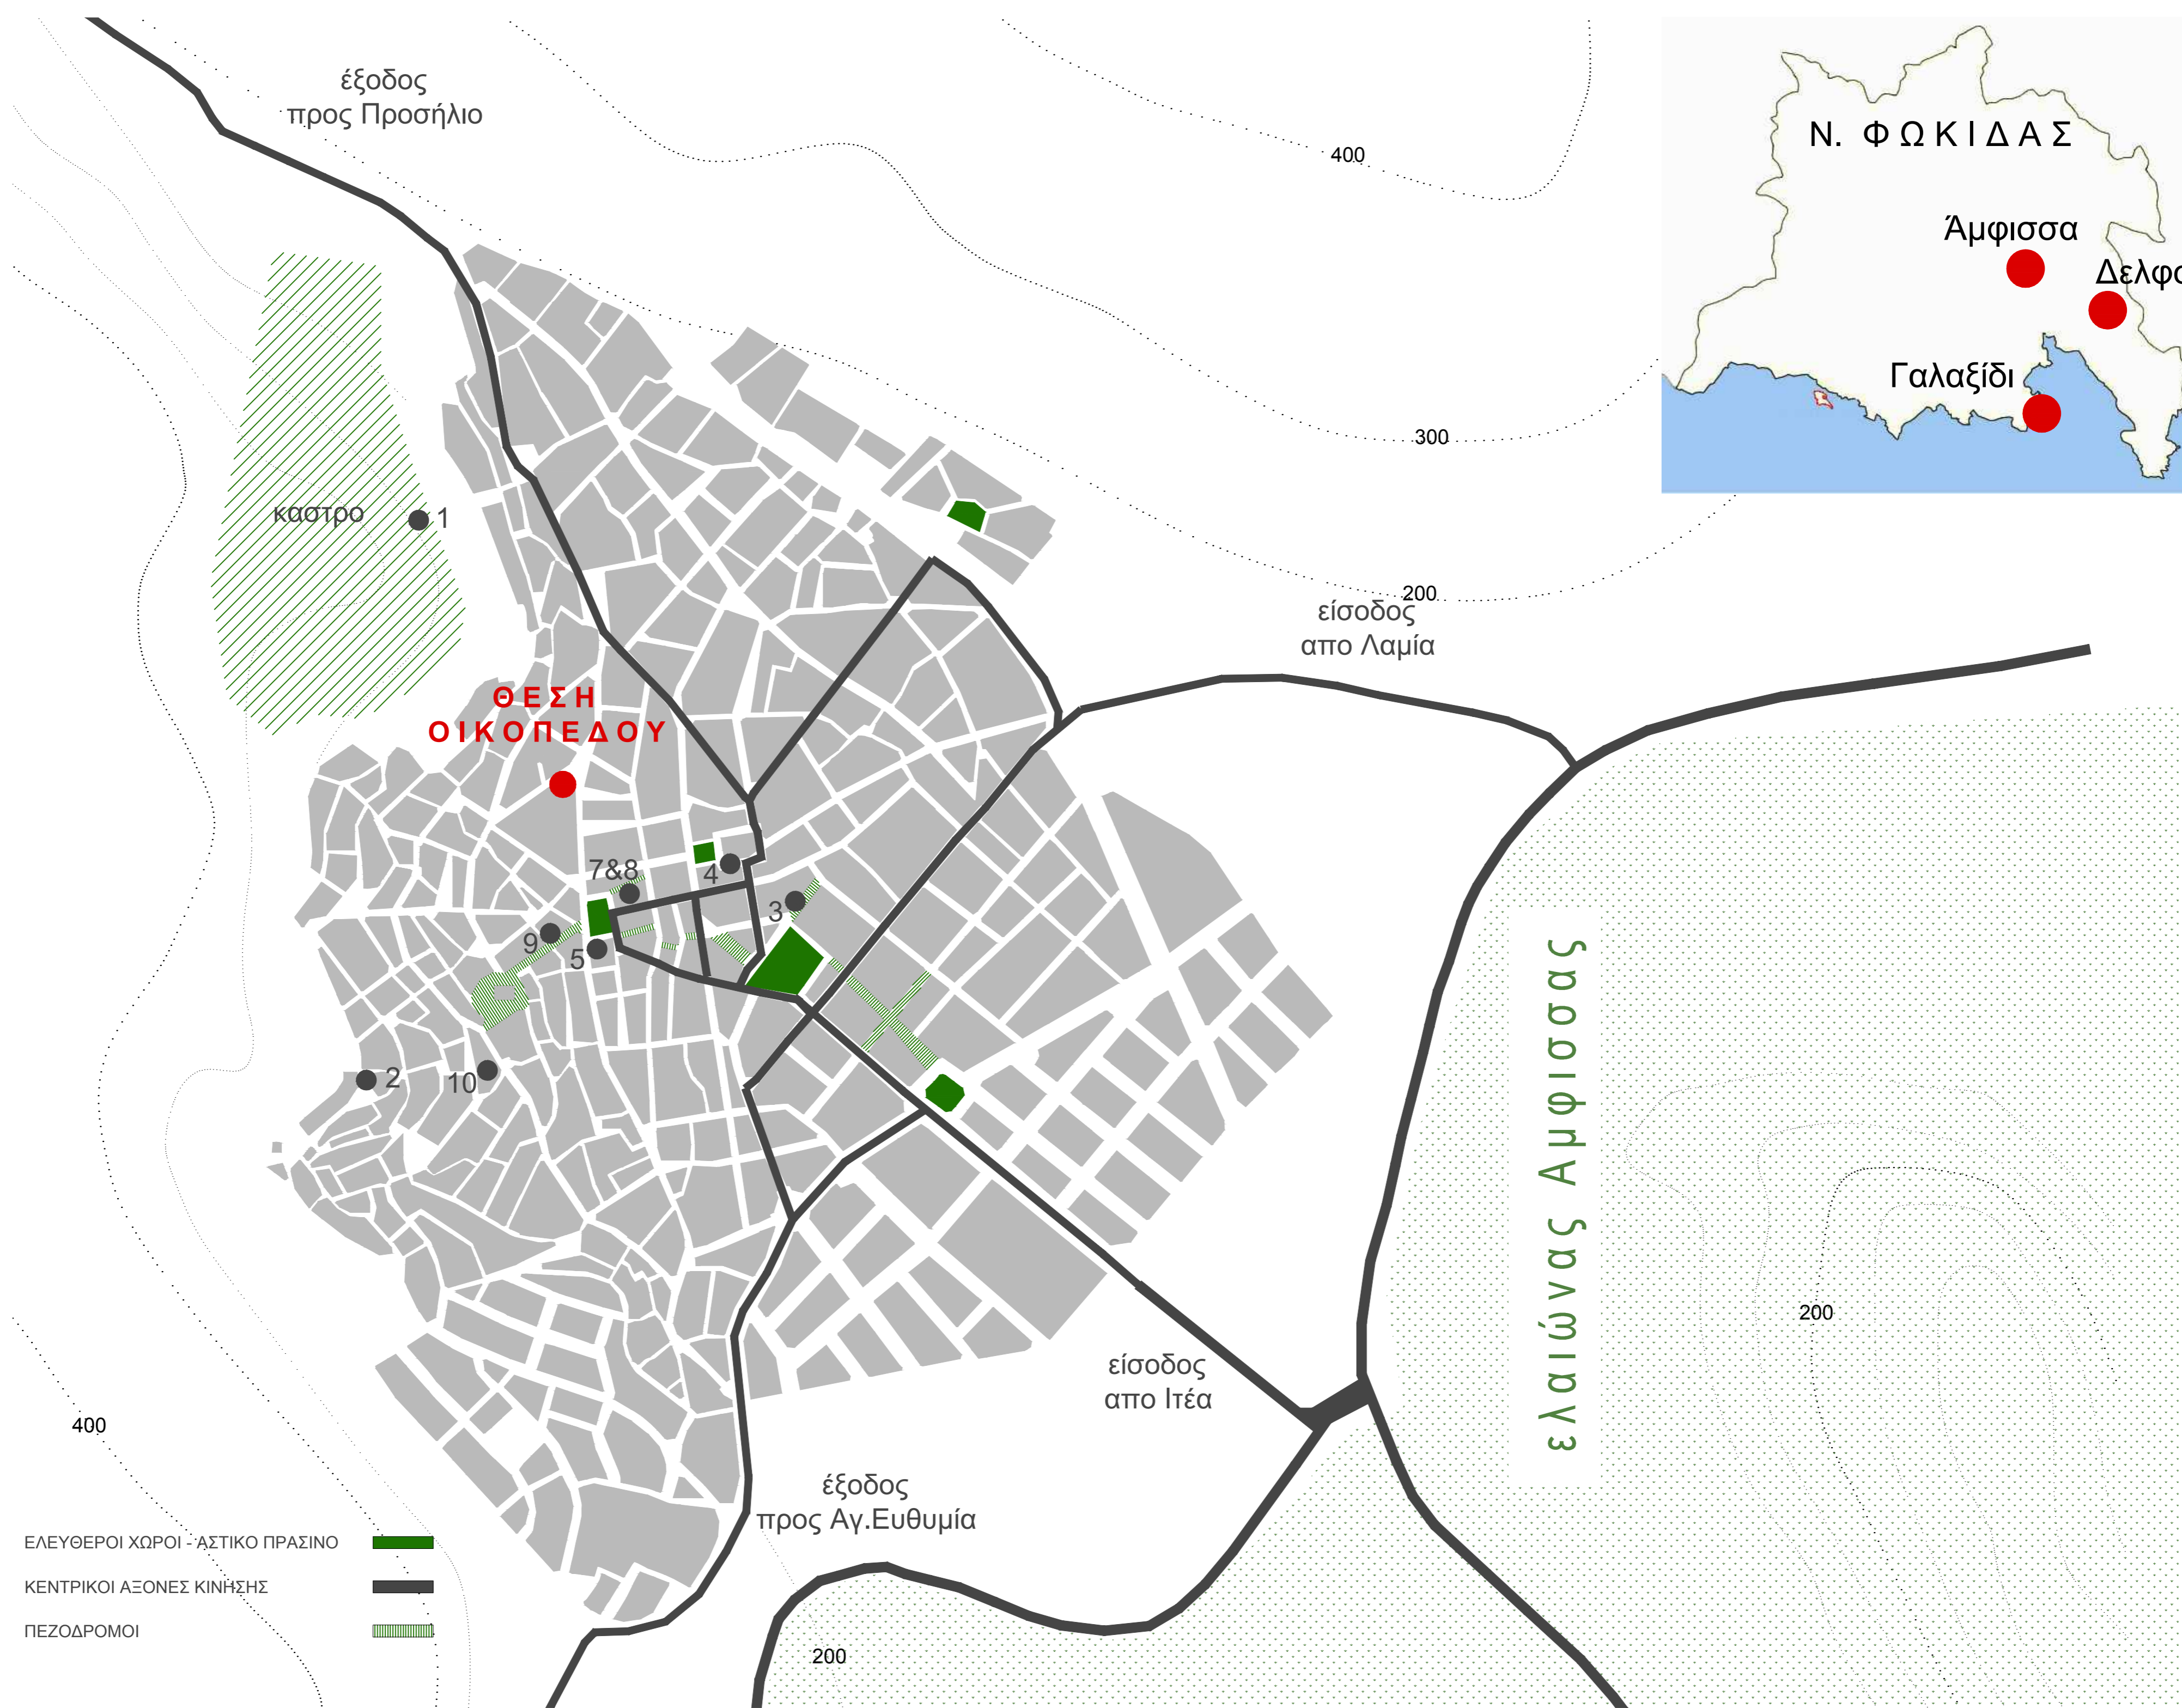 έξοδος
προς Προσήλιο
400
Ν. ΦΩΚΙΔΑΣ
Άμφισσα
Δελφο
Γαλαξίδι
300
καστρο
1
200
είσοδος
απο Λαμία
ΘΕΣΗ
ΟΙΚΟΠΕΔΟΥ
7&8
4
3
9
5
2
10
ελαιώνας Αμφισσας
200
είσοδος
απο Ιτέα
400
έξοδος
προς Αγ.Ευθυμία
ΕΛΕΥΘΕΡΟΙ ΧΩΡΟΙ - ΑΣΤΙΚΟ ΠΡΑΣΙΝΟ
ΚΕΝΤΡΙΚΟΙ ΑΞΟΝΕΣ ΚΙΝΗΣΗΣ
ΠΕΖΟΔΡΟΜΟΙ
200